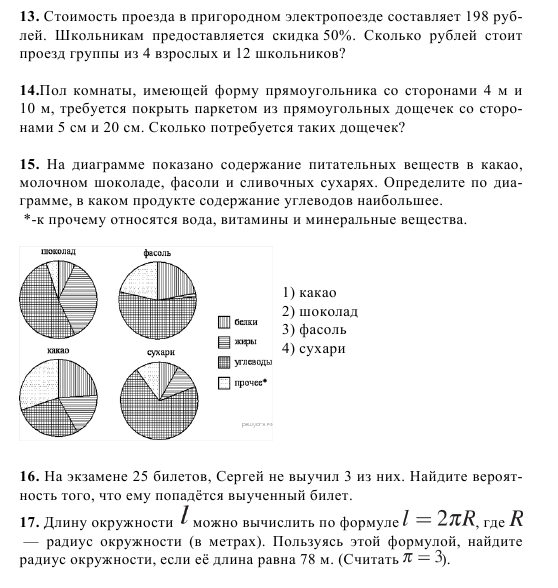 13. Стоимость проезда в пригородном электропоезде составляет 198 руб-
лей. Школьникам предоставляется скидка 50%. Сколько рублей стоит
проезд группы из 4 взрослых и 12 школьников?
14.Пол комнаты, имеющей форму прямоугольника со сторонами 4 м и
10 м, требуется покрыть паркетом из прямоугольных дощечек со сторо-
нами 5 см и 20 см. Сколько потребуется таких дощечек?
15. На диаграмме показано содержание питательных веществ в какао,
молочном шоколаде, фасоли и сливочных сухарях. Определите по диа-
грамме, в каком продукте содержание углеводов наибольшее.
*-к прочему относятся вода, витамины и минеральные вещества.
шоколад
фасоль
какао
сухари
белки
жиры
углеводы
прочее*
1) какао
2) шоколад
3) фасоль
4) сухари
16. На экзамене 25 билетов, Сергей не выучил 3 из них. Найдите вероят-
ность того, что ему попадётся выученный билет.
17. Длину окружности l можно вычислить по формуле l = 2πR, где R
— радиус окружности (в метрах). Пользуясь этой формулой, найдите
радиус окружности, если её длина равна 78 м. (Считать π = 3).